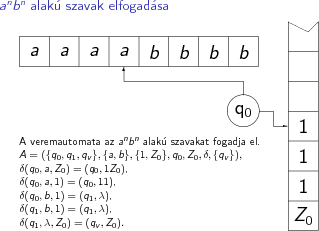 aⁿbⁿ alakú szavak elfogadása
a a a a b b b b
q₀
1
1
1
Z₀
A veremautomata az aⁿbⁿ alakú szavakat fogadja el.
A = ({q₀, q₁, qᵥ}, {a, b}, {1, Z₀}, q₀, Z₀, δ, {qᵥ}),
δ(q₀, a, Z₀) = (q₀, 1Z₀),
δ(q₀, a, 1) = (q₀, 11),
δ(q₀, b, 1) = (q₁, λ),
δ(q₁, b, 1) = (q₁, λ),
δ(q₁, λ, Z₀) = (qᵥ, Z₀).